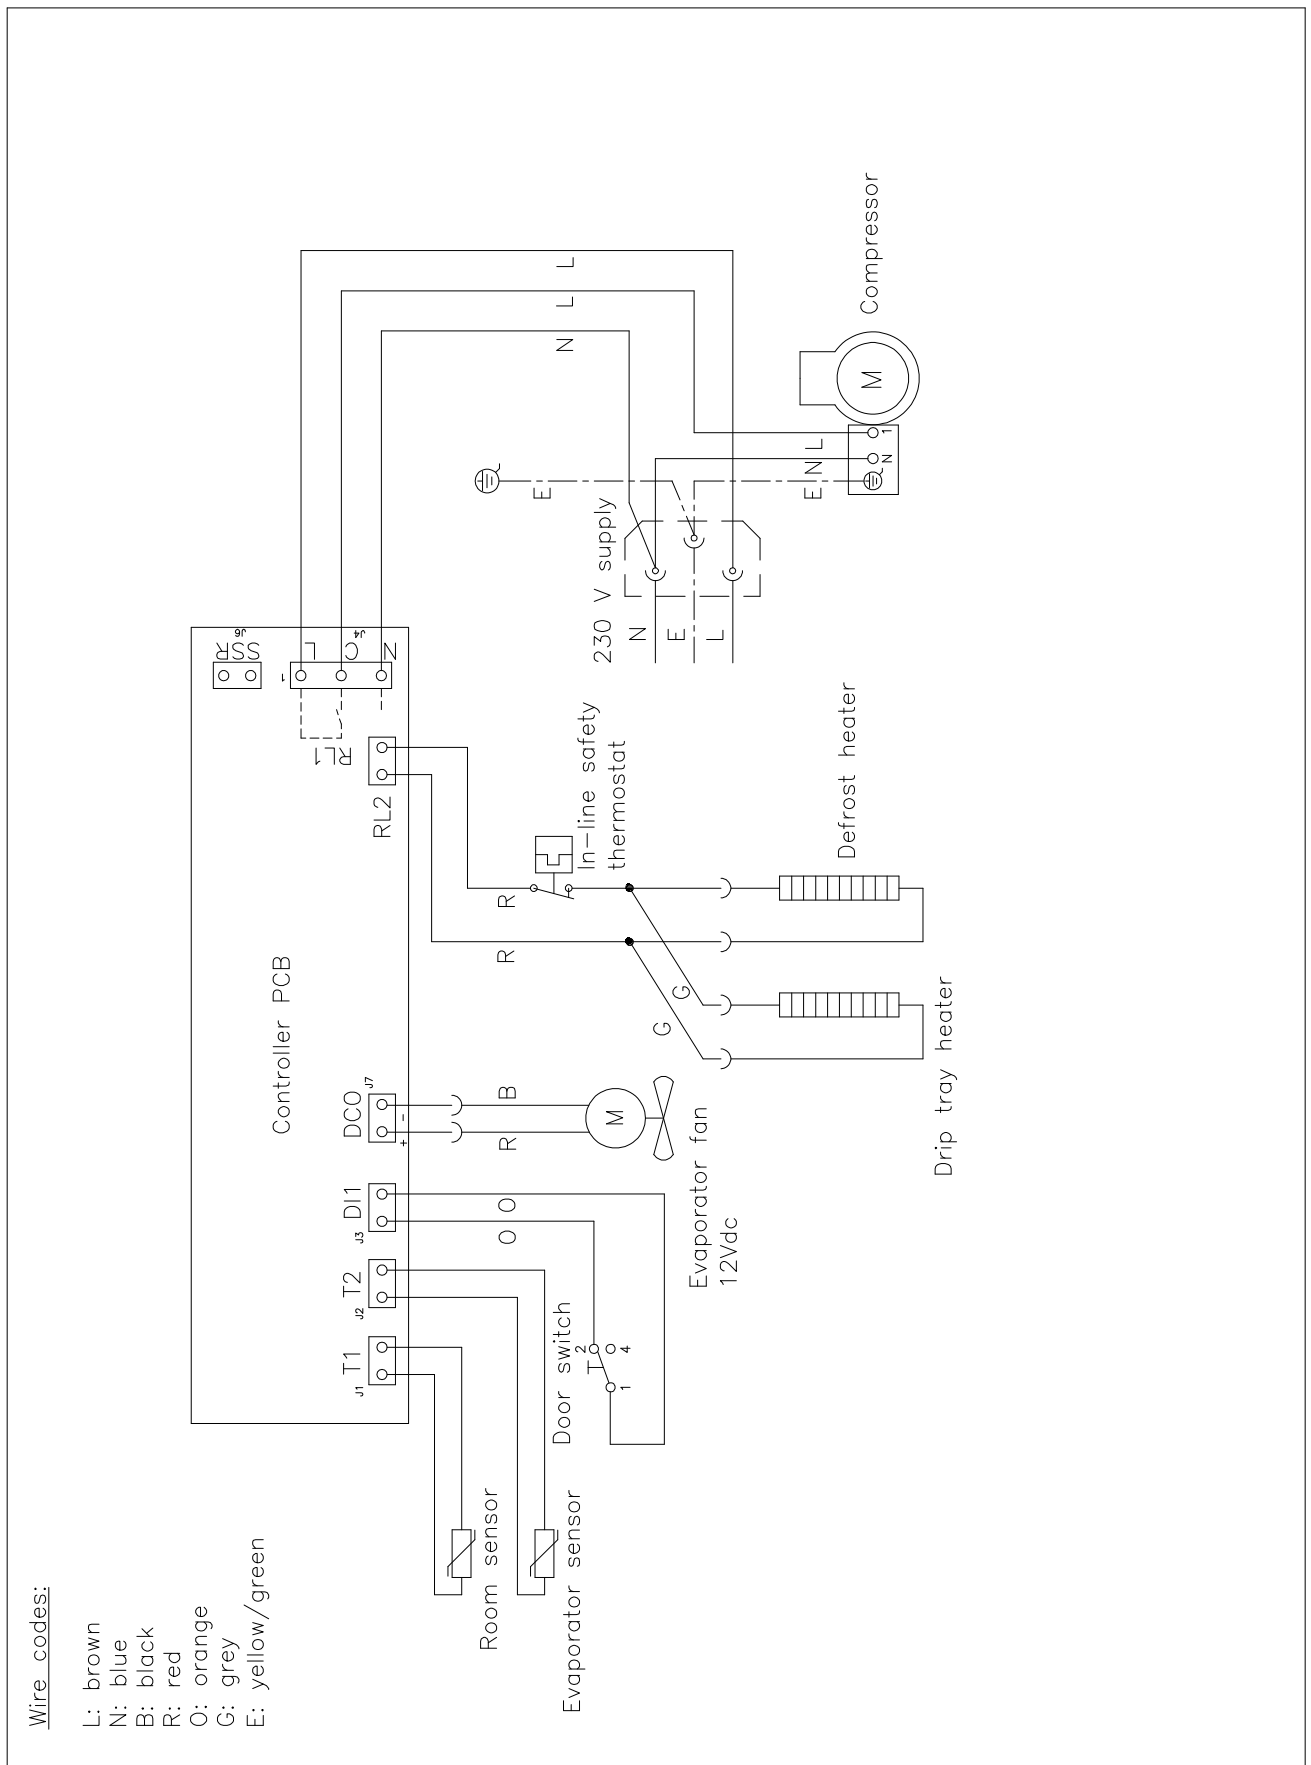 Wire codes:
L: brown
N: blue
B: black
R: red
O: orange
G: grey
E: yellow/green
Controller PCB
J1
T1
J2
T2
J3
DI1
DCO
J7
+ -
RL2
RL1
1
L
C
N
J4
SSR
J6
Room sensor
Evaporator sensor
Door switch
1
2
4
O
O
R
B
M
Evaporator fan
12Vdc
R
R
G
G
In-line safety
thermostat
Defrost heater
Drip tray heater
230 V supply
N
E
L
E
N
L
L
E
N
L
N
1
M
Compressor